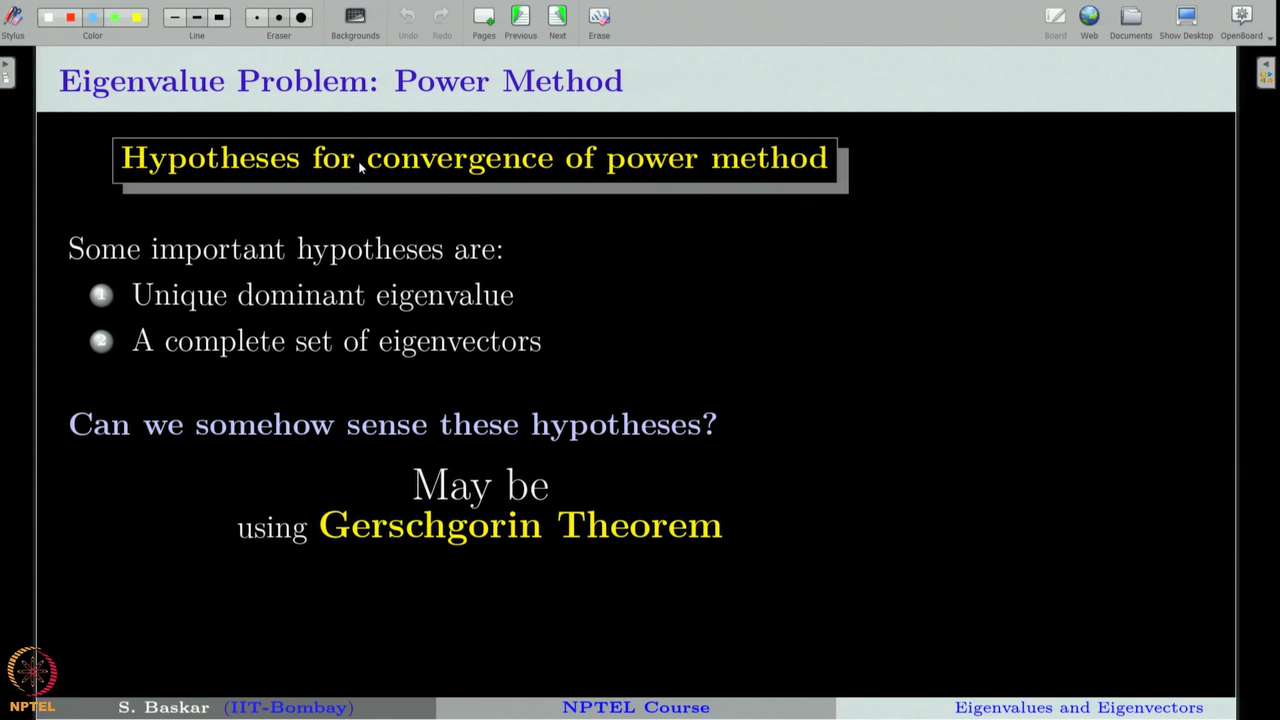 Stylus
Color
Line
Eraser
Backgrounds
Undo
Redo
Pages
Previous
Next
Erase
Board
Web
Documents
Show Desktop
OpenBoard
Eigenvalue Problem: Power Method
Hypotheses for convergence of power method
Some important hypotheses are:
1 Unique dominant eigenvalue
2 A complete set of eigenvectors
Can we somehow sense these hypotheses?
May be
using Gerschgorin Theorem
NPTEL
S. Baskar (IIT-Bombay)
NPTEL Course
Eigenvalues and Eigenvectors